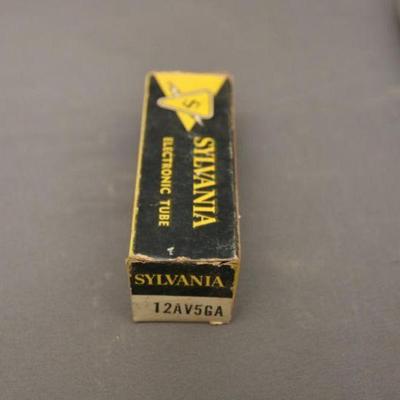 S
SYLVANIA
ELECTRONIC TUBE
SYLVANIA
12AV5GA